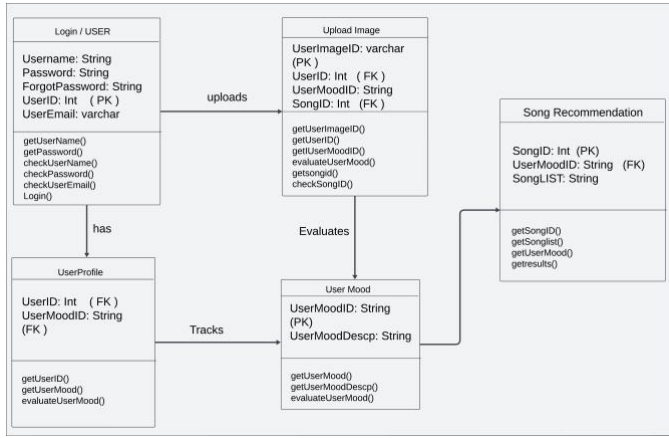 Login / USER
Username: String
Password: String
ForgotPassword: String
UserID: Int ( PK )
UserEmail: varchar
getUserName()
getPassword()
checkUserName()
checkPassword()
checkUserEmail()
Login()
uploads
Upload Image
UserImageID: varchar
(PK )
UserID: Int ( FK )
UserMoodID: String
SongID: Int (FK )
getUserImageID()
getUserID()
getIUserMoodID()
evaluateUserMood()
getsongid()
checkSongID()
Song Recommendation
SongID: Int (PK)
UserMoodID: String (FK)
SongLIST: String
getSongID()
getSonglist()
getUserMood()
getresults()
has
Evaluates
UserProfile
UserID: Int ( FK )
UserMoodID: String
(FK )
getUserID()
getUserMood()
evaluateUserMood()
Tracks
User Mood
UserMoodID: String
(PK)
UserMoodDescp: String
getUserMood()
getUserMoodDescp()
evaluateUserMood()